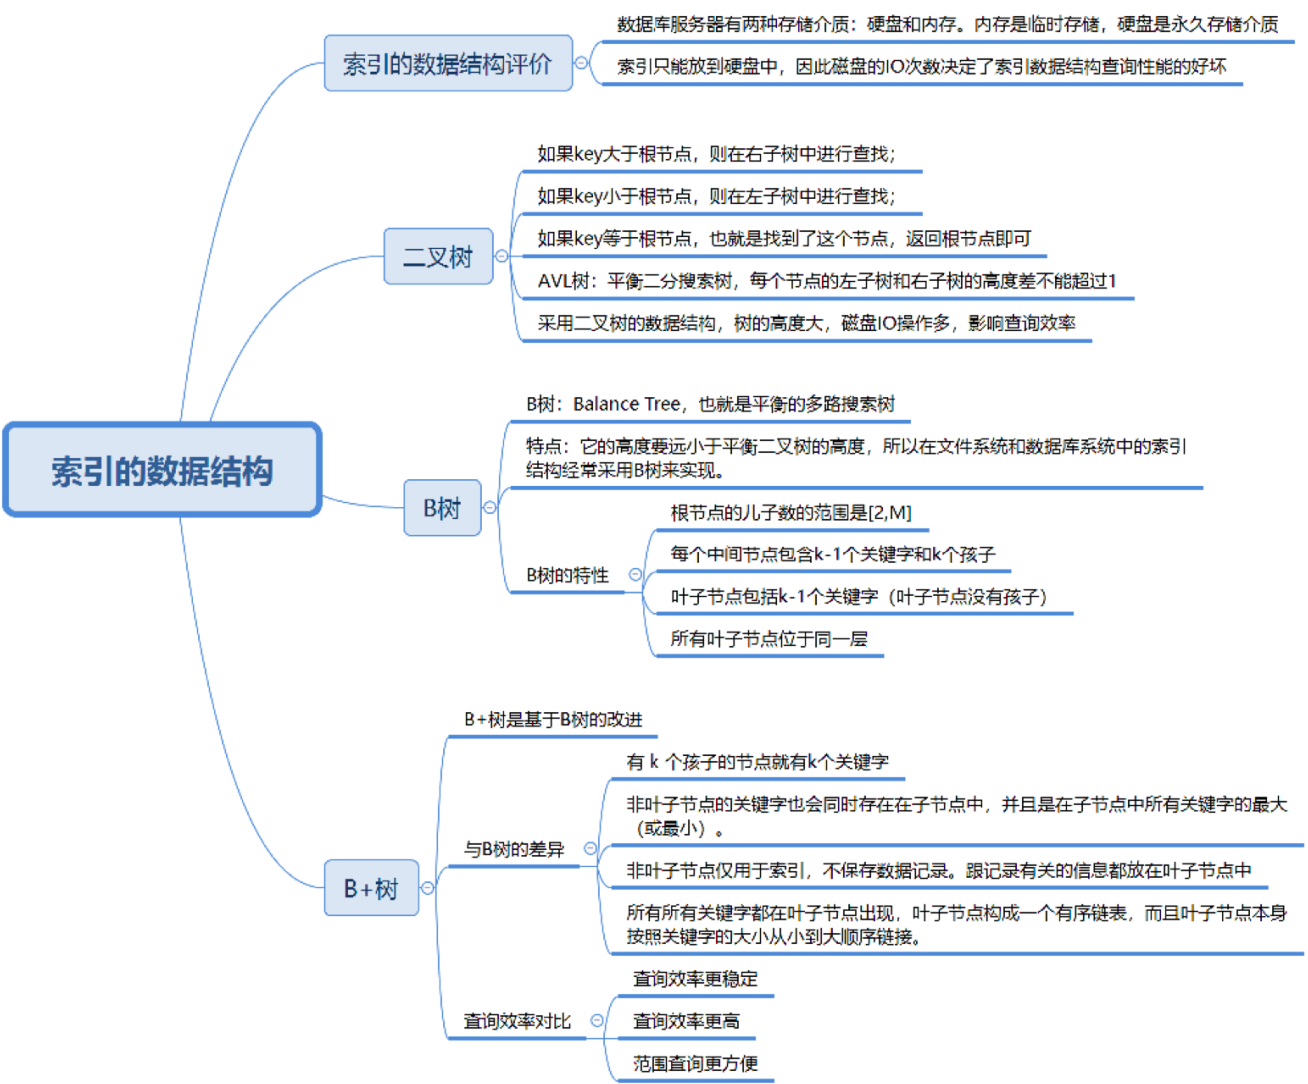 索引的数据结构
索引的数据结构评价
数据库服务器有两种存储介质：硬盘和内存。内存是临时存储，硬盘是永久存储介质
索引只能放到硬盘中，因此磁盘的IO次数决定了索引数据结构查询性能的好坏
二叉树
如果key大于根节点，则在右子树中进行查找；
如果key小于根节点，则在左子树中进行查找；
如果key等于根节点，也就是找到了这个节点，返回根节点即可
AVL树：平衡二分搜索树，每个节点的左子树和右子树的高度差不能超过1
采用二叉树的数据结构，树的高度大，磁盘IO操作多，影响查询效率
B树
B树：Balance Tree，也就是平衡的多路搜索树
特点：它的高度要远小于平衡二叉树的高度，所以在文件系统和数据库系统中的索引
结构经常采用B树来实现。
B树的特性
根节点的儿子数的范围是[2,M]
每个中间节点包含k-1个关键字和k个孩子
叶子节点包括k-1个关键字（叶子节点没有孩子）
所有叶子节点位于同一层
B+树
B+树是基于B树的改进
与B树的差异
有 k 个孩子的节点就有k个关键字
非叶子节点的关键字也会同时存在在子节点中，并且是在子节点中所有关键字的最大
（或最小）。
非叶子节点仅用于索引，不保存数据记录。跟记录有关的信息都放在叶子节点中
所有所有关键字都在叶子节点出现，叶子节点构成一个有序链表，而且叶子节点本身
按照关键字的大小从小到大顺序链接。
查询效率对比
查询效率更稳定
查询效率更高
范围查询更方便